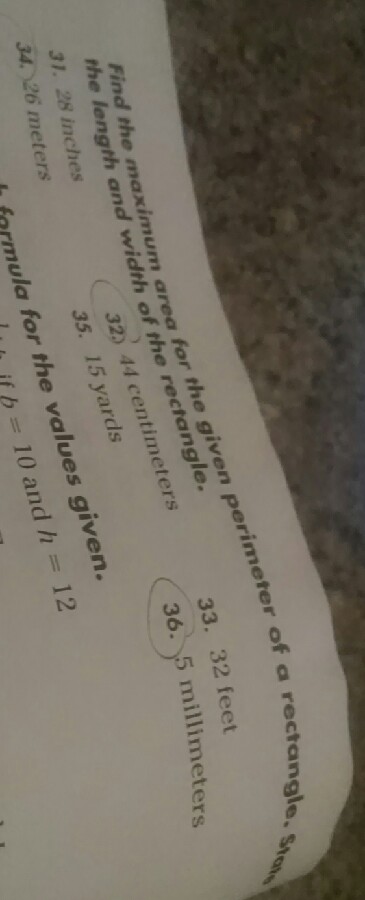 Find the maximum area for the given perimeter of a rectangle. State
the length and width of the rectangle.
31. 28 inches 32. 44 centimeters 33. 32 feet
34. 26 meters 35. 15 yards 36. 5 millimeters
formula for the values given.
if b = 10 and h = 12